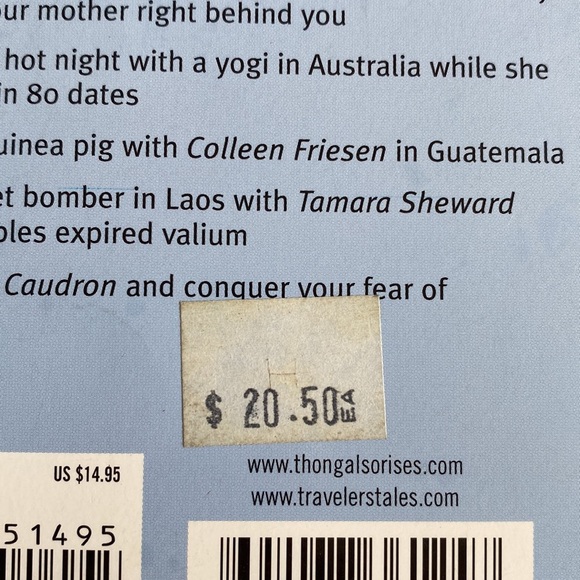 our mother right behind you
hot night with a yogi in Australia while she
in 80 dates
uinea pig with Colleen Friesen in Guatemala
et bomber in Laos with Tamara Sheward
bles expired valium
Caudron and conquer your fear of
$ 20.50 EA
www.thongalsorises.com
www.travelerstales.com
US $14.95
51495